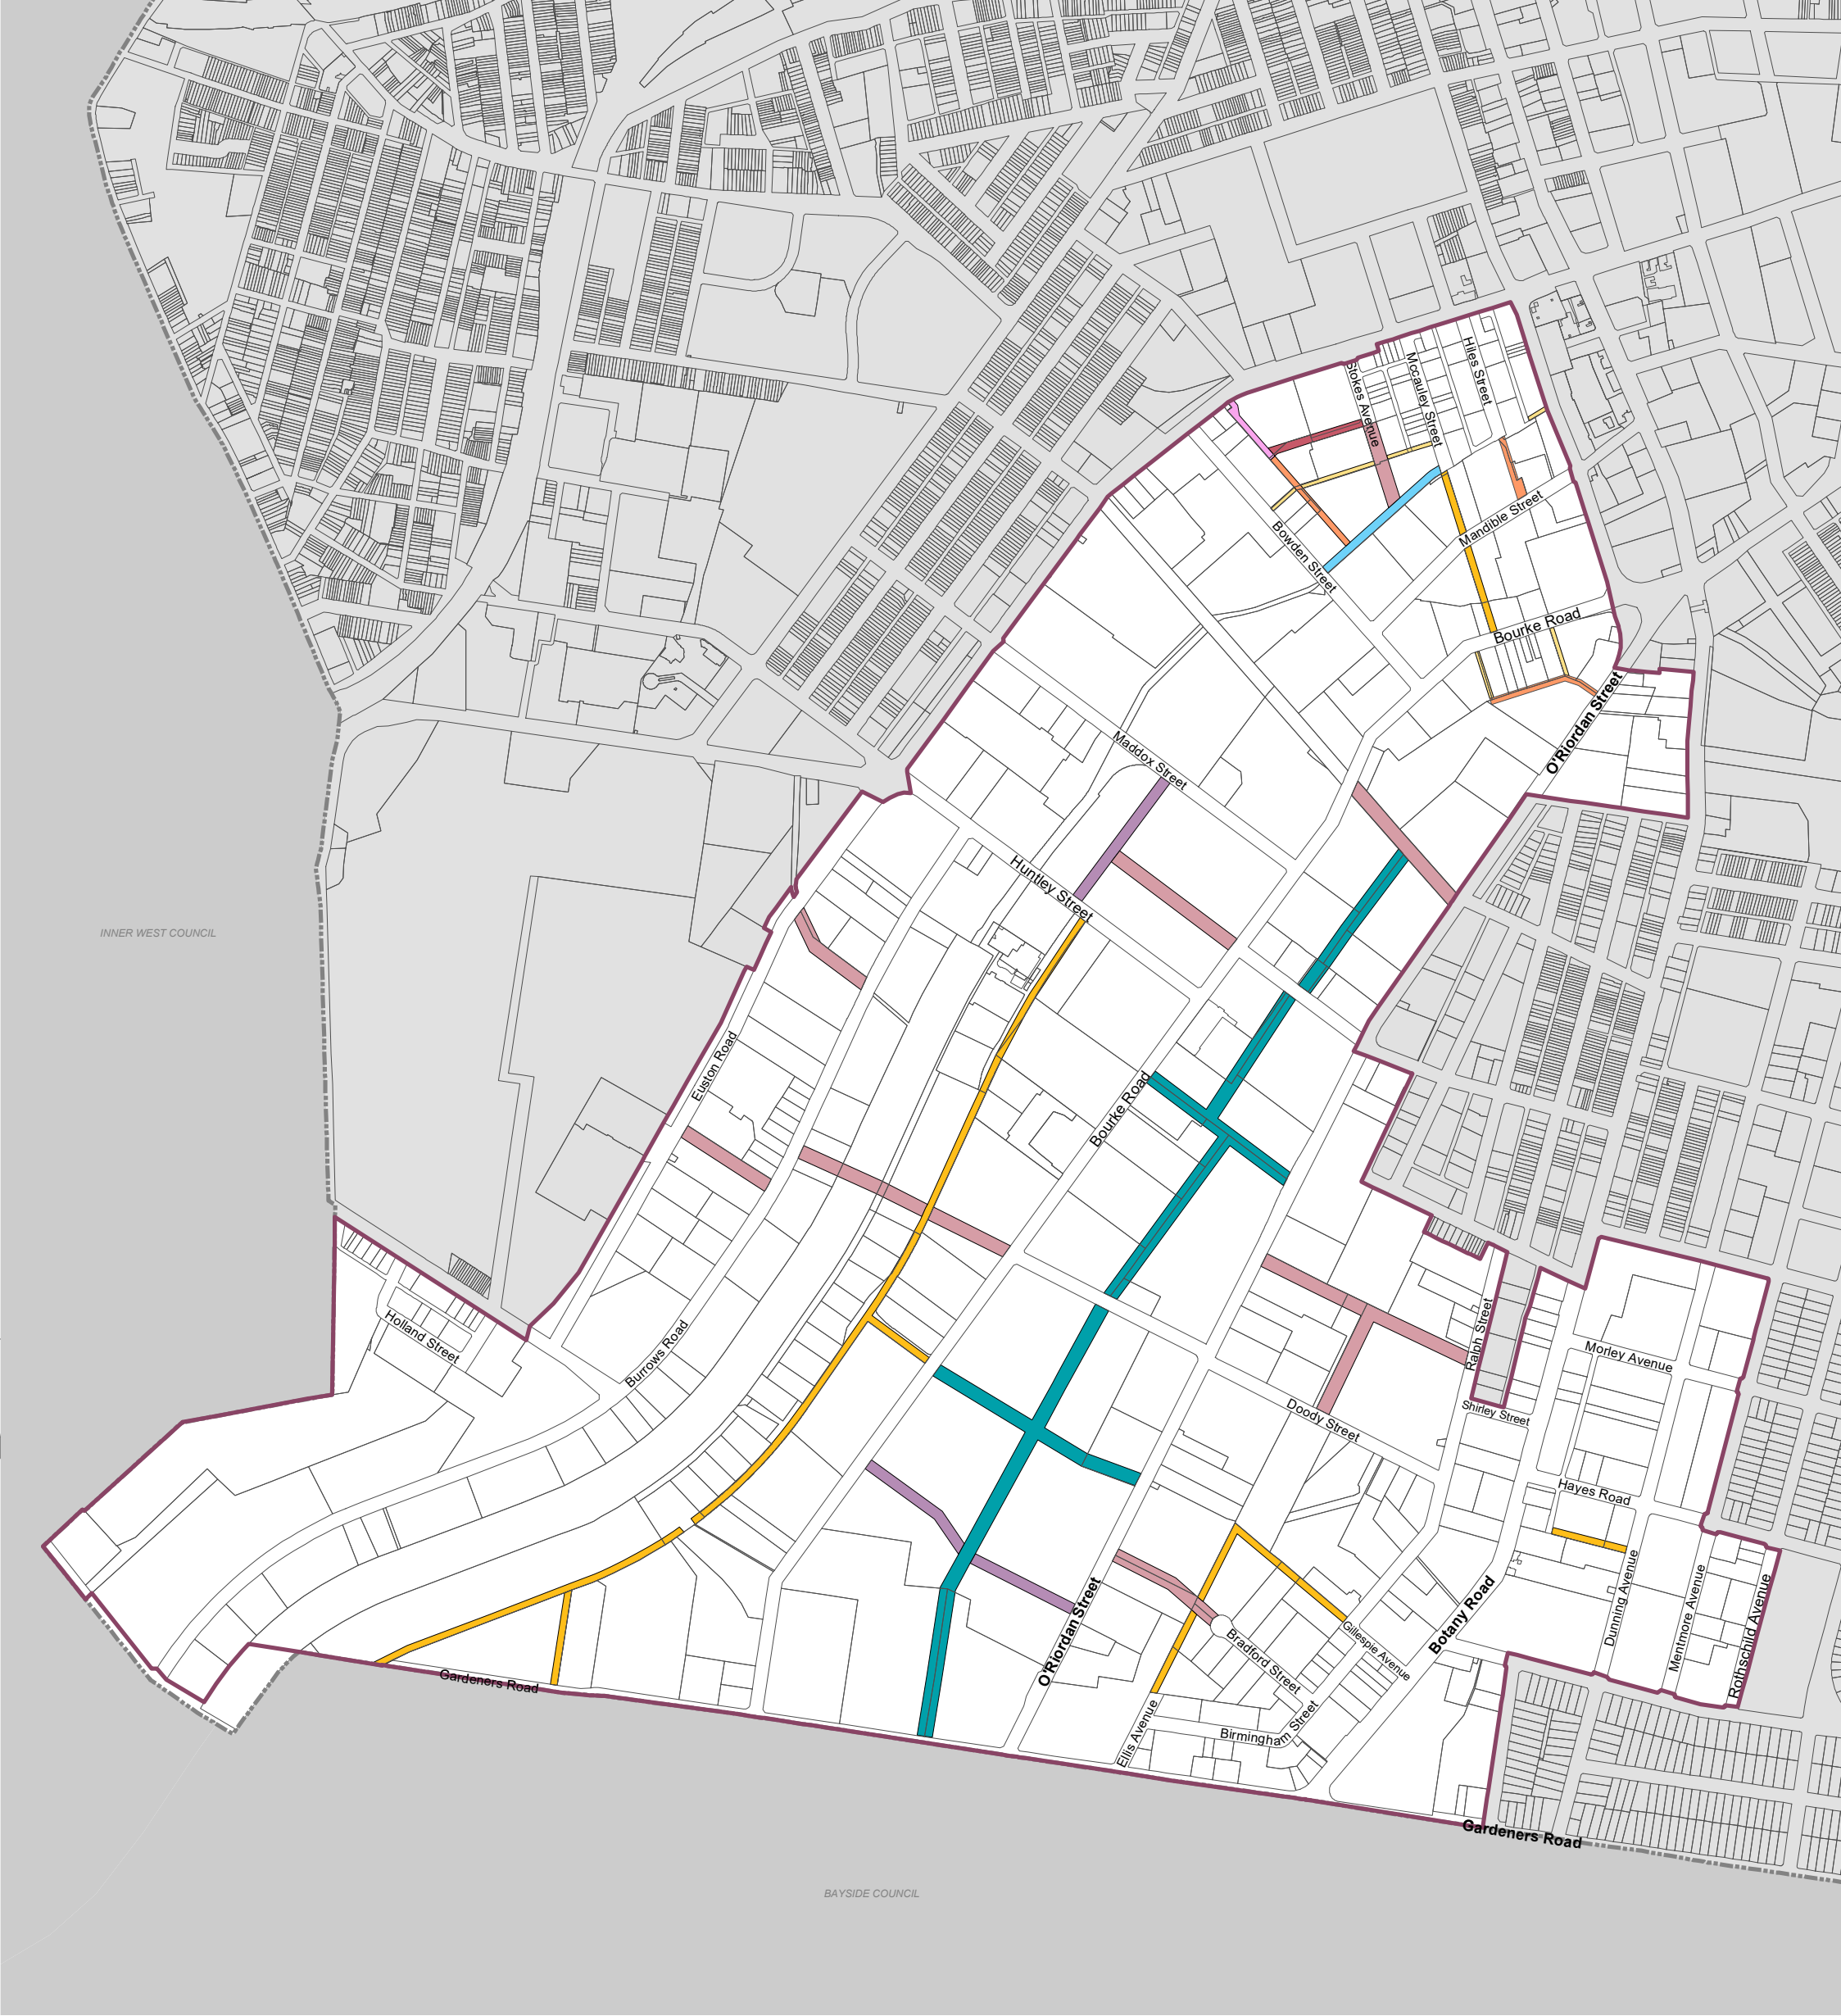 Hiles Street
Mccauley Street
Stokes Avenue
Mandible Street
Bowden Street
Bourke Road
O'Riordan Street
Maddox Street
Huntley Street
INNER WEST COUNCIL
Euston Road
Bourke Road
Holland Street
Burrows Road
Ralph Street
Morley Avenue
Shirley Street
Doody Street
Hayes Road
Dunning Avenue
Mentmore Avenue
Rothschild Avenue
Botany Road
O'Riordan Street
Gillespie Avenue
Bradford Street
Gardeners Road
Ellis Avenue
Birmingham Street
Gardeners Road
BAYSIDE COUNCIL